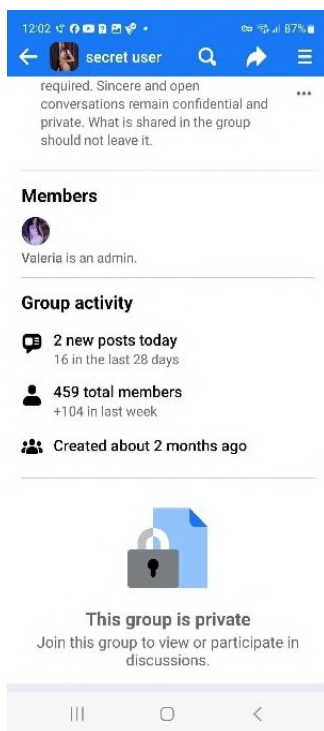 12:02 87%
secret user
required. Sincere and open
conversations remain confidential and
private. What is shared in the group
should not leave it.
Members
Valeria is an admin.
Group activity
2 new posts today
16 in the last 28 days
459 total members
+104 in last week
Created about 2 months ago
This group is private
Join this group to view or participate in
discussions.